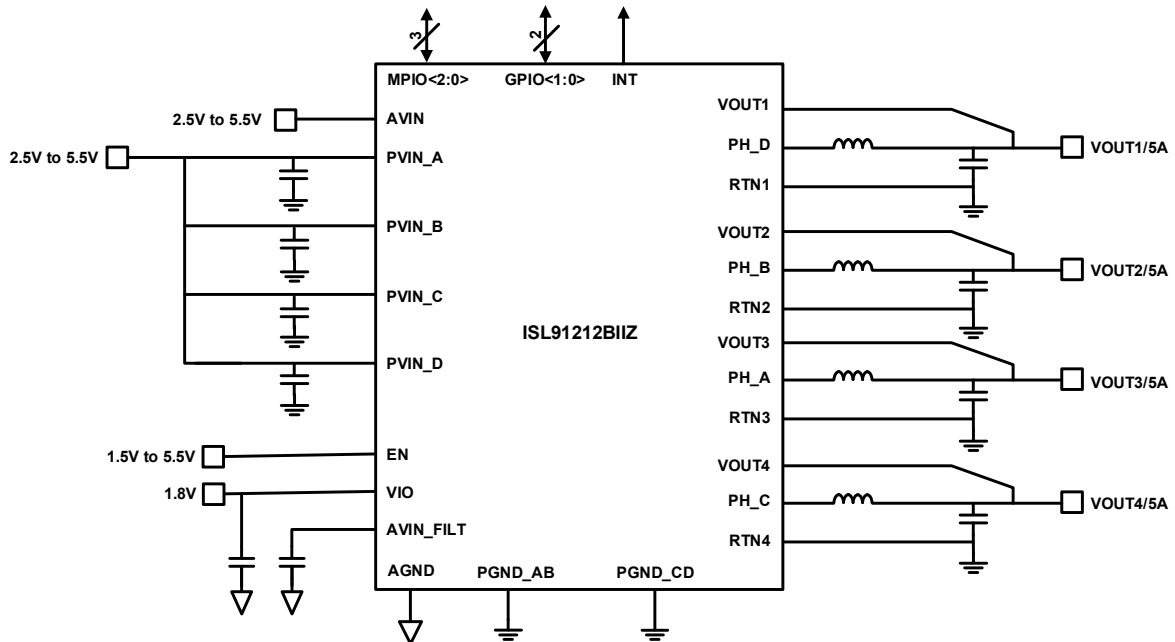 3
2
MPIO<2:0>
GPIO<1:0>
INT
2.5V to 5.5V
AVIN
2.5V to 5.5V
PVIN_A
PVIN_B
PVIN_C
PVIN_D
1.5V to 5.5V
EN
1.8V
VIO
AVIN_FILT
AGND
PGND_AB
PGND_CD
ISL91212BIIZ
VOUT1
PH_D
VOUT1/5A
RTN1
VOUT2
PH_B
VOUT2/5A
RTN2
VOUT3
PH_A
VOUT3/5A
RTN3
VOUT4
PH_C
VOUT4/5A
RTN4